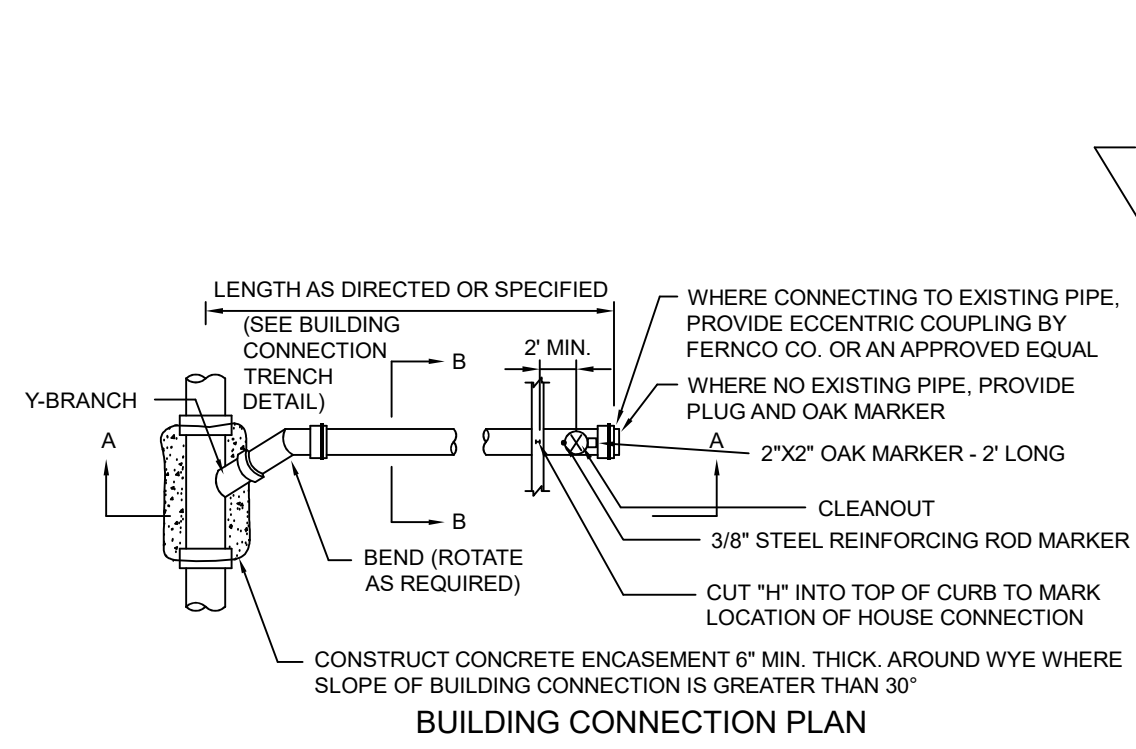 LENGTH AS DIRECTED OR SPECIFIED
(SEE BUILDING
CONNECTION
TRENCH
DETAIL)
B
2' MIN.
WHERE CONNECTING TO EXISTING PIPE,
PROVIDE ECCENTRIC COUPLING BY
FERNCO CO. OR AN APPROVED EQUAL
WHERE NO EXISTING PIPE, PROVIDE
PLUG AND OAK MARKER
Y-BRANCH
A
A
2"X2" OAK MARKER - 2' LONG
CLEANOUT
B
3/8" STEEL REINFORCING ROD MARKER
BEND (ROTATE
AS REQUIRED)
CUT "H" INTO TOP OF CURB TO MARK
LOCATION OF HOUSE CONNECTION
CONSTRUCT CONCRETE ENCASEMENT 6" MIN. THICK. AROUND WYE WHERE
SLOPE OF BUILDING CONNECTION IS GREATER THAN 30°
BUILDING CONNECTION PLAN